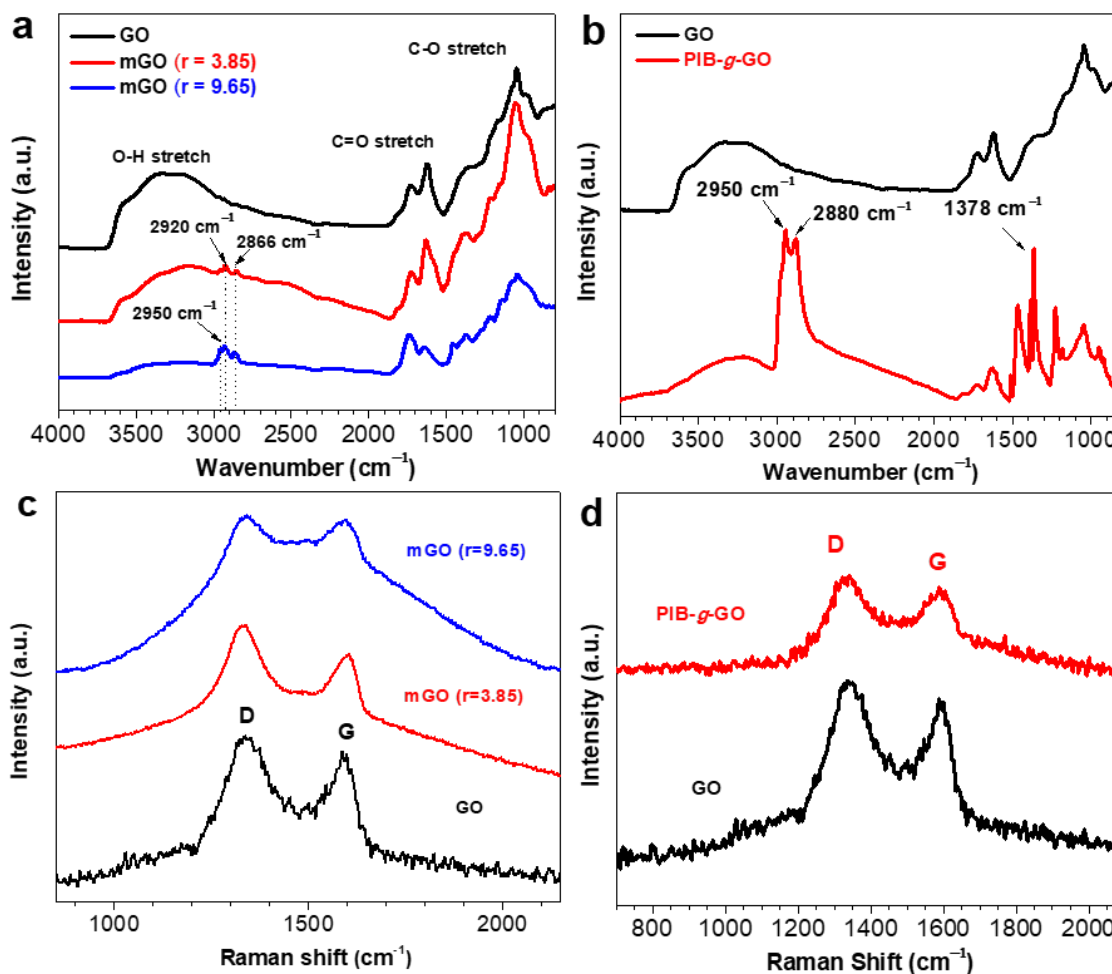 a
GO
mGO (r = 3.85)
mGO (r = 9.65)
C-O stretch
C=O stretch
O-H stretch
2920 cm⁻¹
2866 cm⁻¹
2950 cm⁻¹
Intensity (a.u.)
4000 3500 3000 2500 2000 1500 1000
Wavenumber (cm⁻¹)
b
GO
PIB-g-GO
2950 cm⁻¹
2880 cm⁻¹
1378 cm⁻¹
Intensity (a.u.)
4000 3500 3000 2500 2000 1500 1000
Wavenumber (cm⁻¹)
c
mGO (r=9.65)
mGO (r=3.85)
D
G
GO
Intensity (a.u.)
1000 1500 2000
Raman shift (cm⁻¹)
d
D
G
PIB-g-GO
GO
Intensity (a.u.)
800 1000 1200 1400 1600 1800 2000
Raman Shift (cm⁻¹)